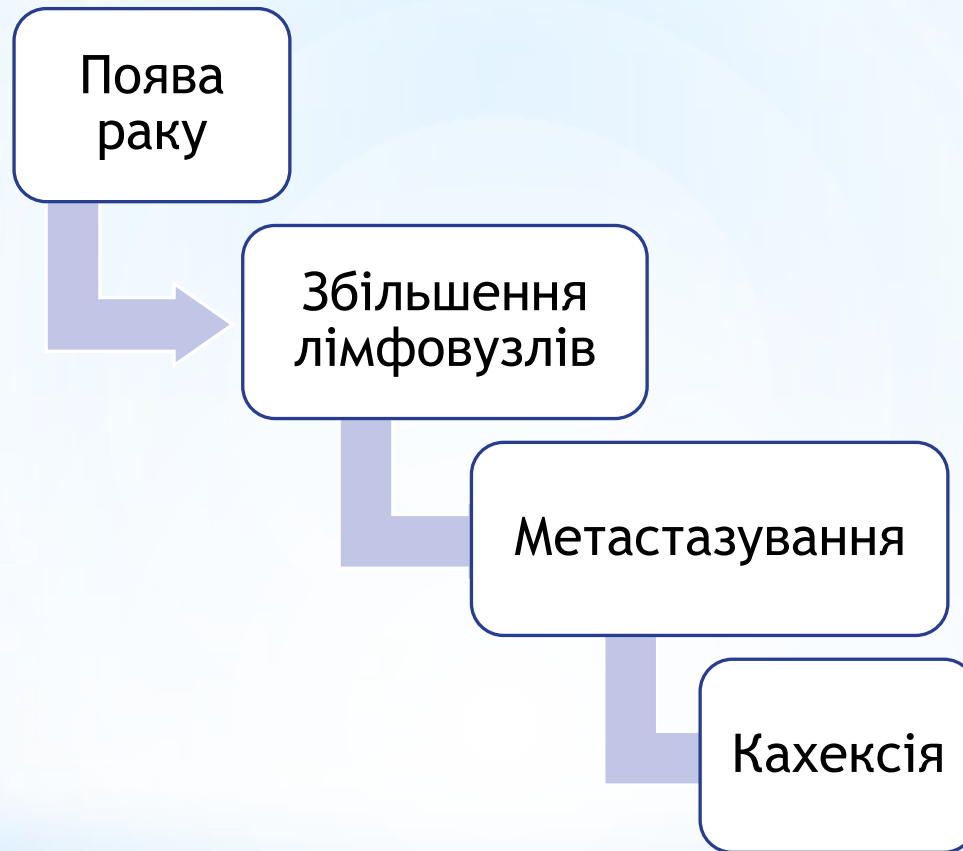 Поява
раку
Збільшення
лімфовузлів
Метастазування
Кахексія